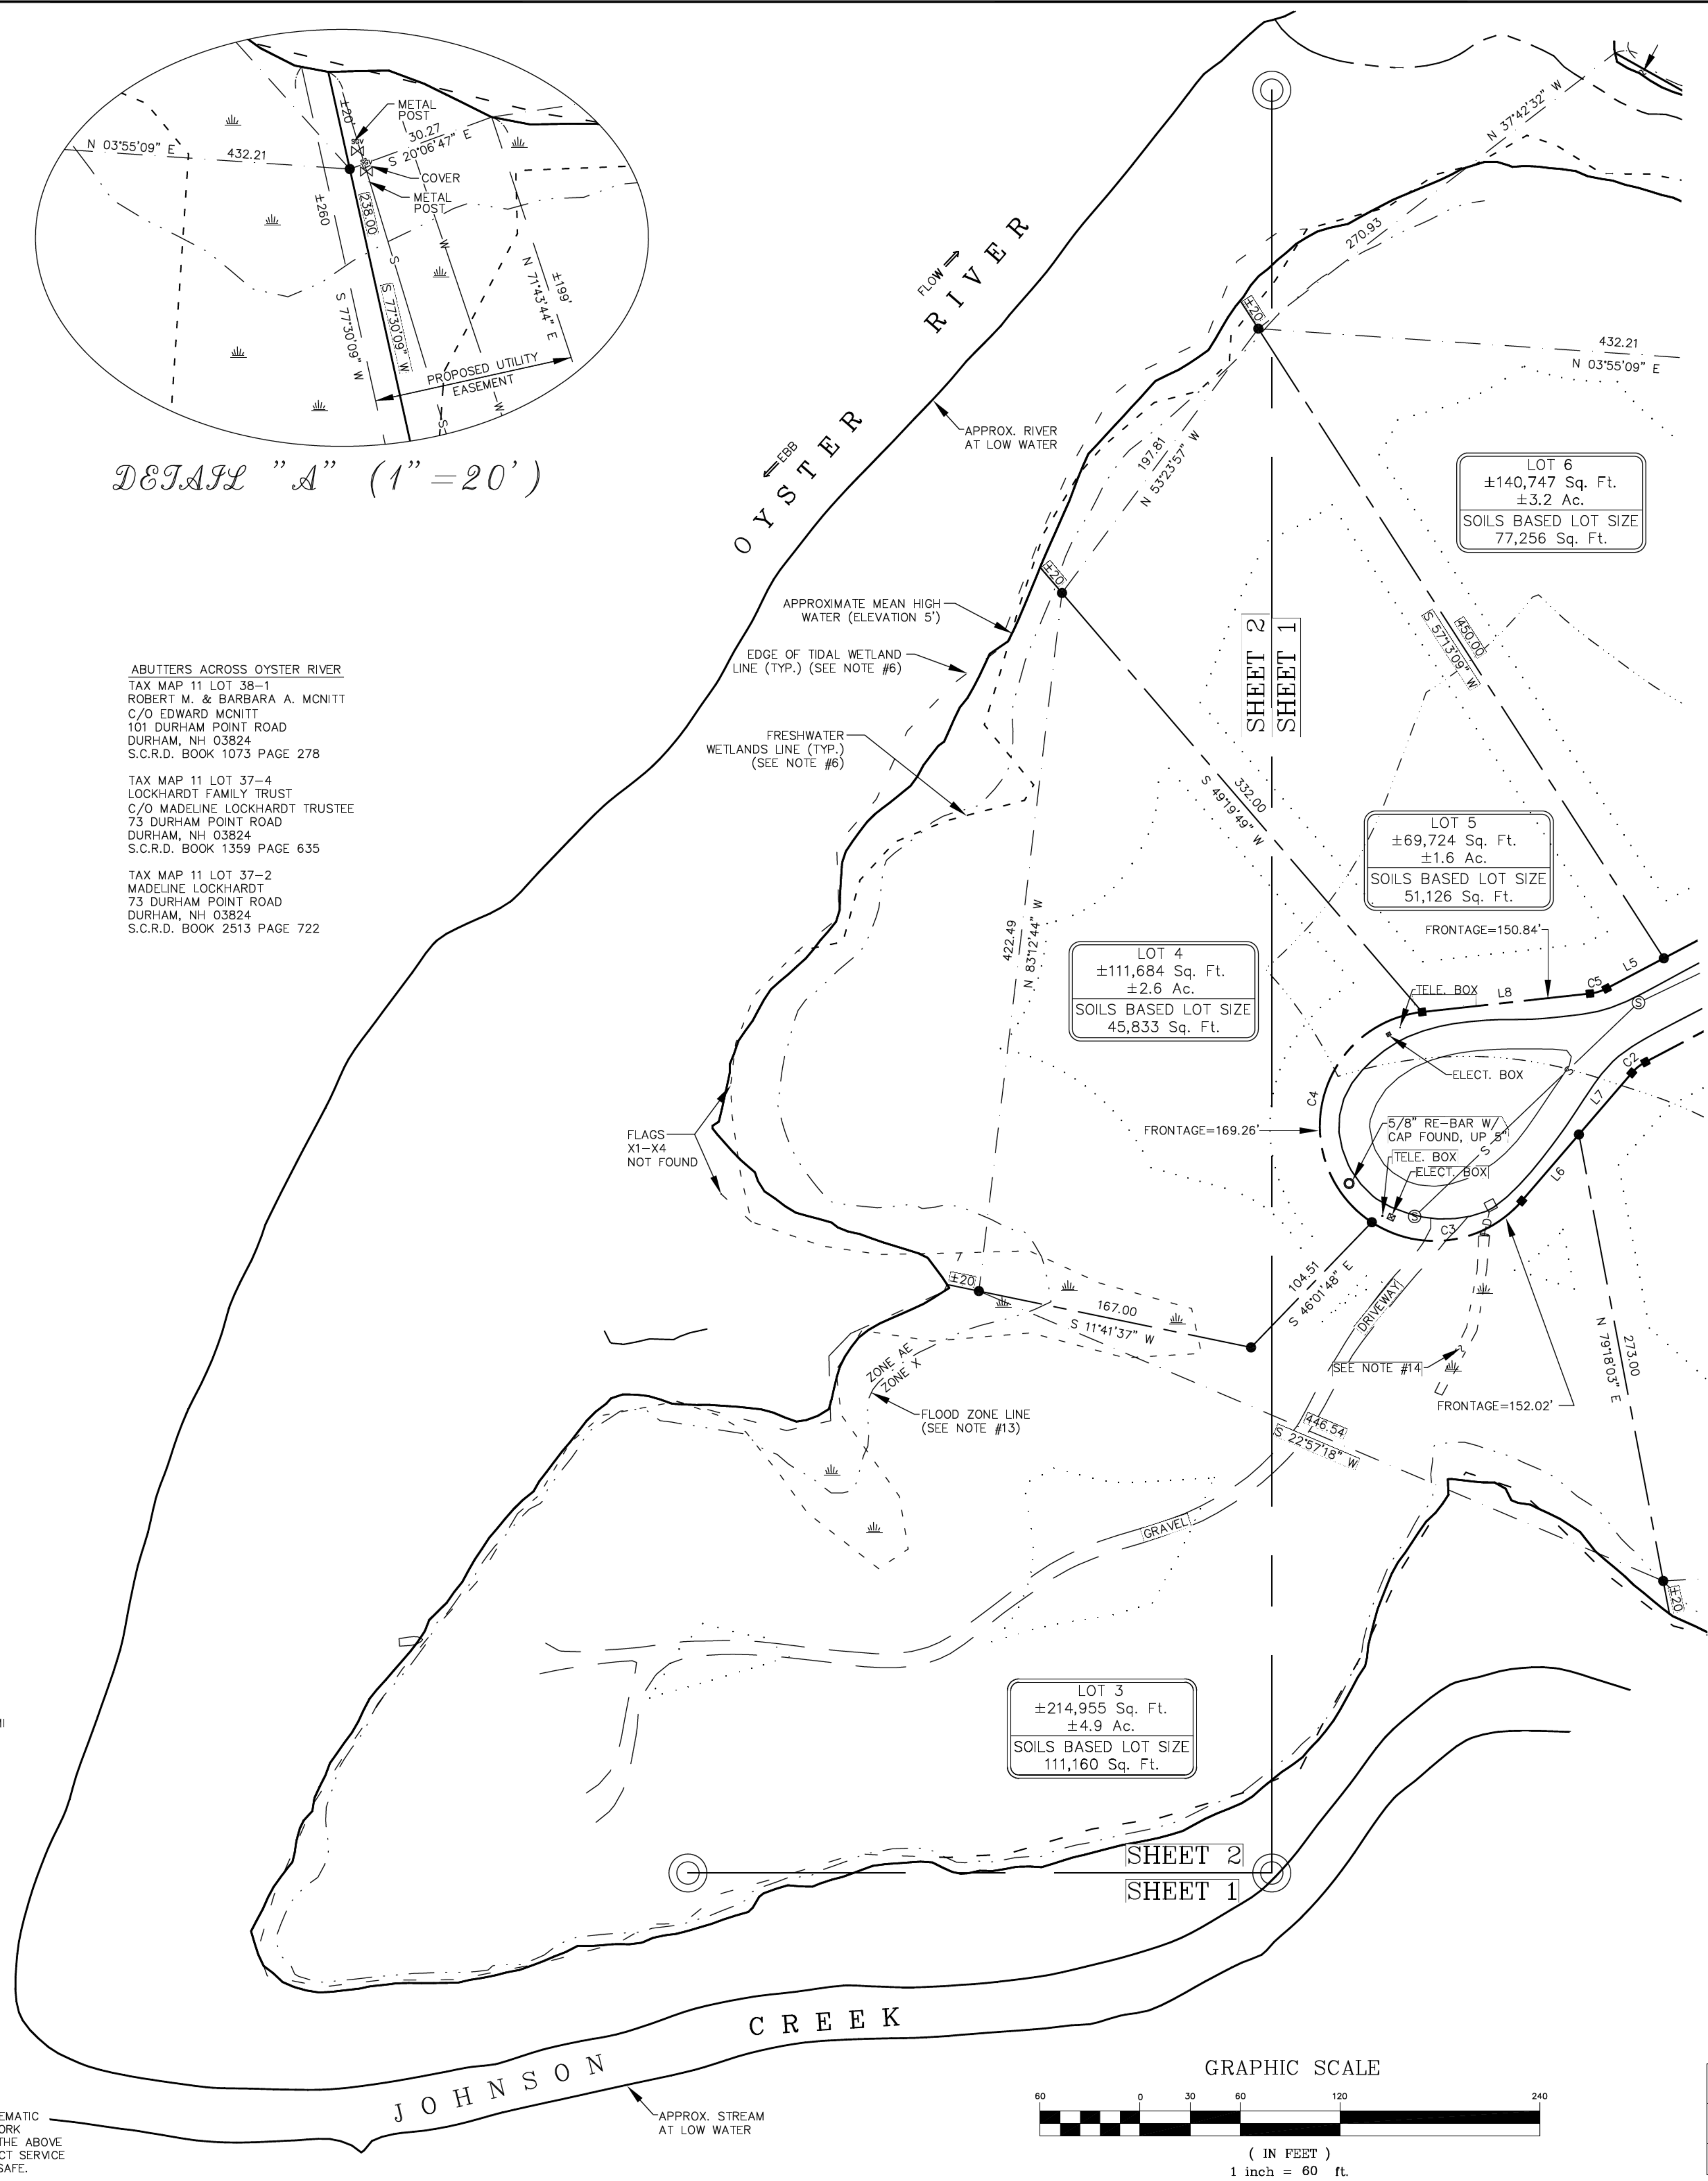 METAL
POST
±20'
30.27
S 20°06'47" E
N 03°55'09" E
432.21
COVER
METAL
POST
238.00
±260
S
W
S 77°30'09" W
S 77°30'09" W
±199'
N 71°43'44" E
PROPOSED UTILITY
EASEMENT
S
W
DETAIL "A" (1"=20')
ABUTTERS ACROSS OYSTER RIVER
TAX MAP 11 LOT 38-1
ROBERT M. & BARBARA A. MCNITT
C/O EDWARD MCNITT
101 DURHAM POINT ROAD
DURHAM, NH 03824
S.C.R.D. BOOK 1073 PAGE 278
TAX MAP 11 LOT 37-4
LOCKHARDT FAMILY TRUST
C/O MADELINE LOCKHARDT TRUSTEE
73 DURHAM POINT ROAD
DURHAM, NH 03824
S.C.R.D. BOOK 1359 PAGE 635
TAX MAP 11 LOT 37-2
MADELINE LOCKHARDT
73 DURHAM POINT ROAD
DURHAM, NH 03824
S.C.R.D. BOOK 2513 PAGE 722
OYSTER RIVER
FLOW
EBB
APPROX. RIVER
AT LOW WATER
N 37°42'32" W
270.93
±20
432.21
N 03°55'09" E
197.81
N 53°23'57" W
±20
APPROXIMATE MEAN HIGH
WATER (ELEVATION 5')
EDGE OF TIDAL WETLAND
LINE (TYP.) (SEE NOTE #6)
FRESHWATER
WETLANDS LINE (TYP.)
(SEE NOTE #6)
SHEET 2
SHEET 1
LOT 6
±140,747 Sq. Ft.
±3.2 Ac.
SOILS BASED LOT SIZE
77,256 Sq. Ft.
450.00
S 57°13'09" W
332.00
S 49°19'49" W
LOT 5
±69,724 Sq. Ft.
±1.6 Ac.
SOILS BASED LOT SIZE
51,126 Sq. Ft.
FRONTAGE=150.84'
422.49
N 83°12'44" W
LOT 4
±111,684 Sq. Ft.
±2.6 Ac.
SOILS BASED LOT SIZE
45,833 Sq. Ft.
TELE. BOX
L8
C5
L5
S
ELECT. BOX
C4
C2
L7
S
FRONTAGE=169.26'
5/8" RE-BAR W/
CAP FOUND, UP 5"
S
TELE. BOX
ELECT. BOX
L6
S
C3
D
FLAGS
X1-X4
NOT FOUND
7
±20
167.00
S 11°41'37" W
104.51
S 46°01'48" E
DRIVEWAY
SEE NOTE #14
FRONTAGE=152.02'
273.00
N 79°18'03" E
ZONE AE
ZONE X
FLOOD ZONE LINE
(SEE NOTE #13)
446.54
S 22°57'18" W
GRAVEL
±20
LOT 3
±214,955 Sq. Ft.
±4.9 Ac.
SOILS BASED LOT SIZE
111,160 Sq. Ft.
SHEET 2
SHEET 1
JOHNSON CREEK
APPROX. STREAM
AT LOW WATER
EMATIC
ORK
THE ABOVE
CT SERVICE
SAFE.
GRAPHIC SCALE
60 0 30 60 120 240
( IN FEET )
1 inch = 60 ft.